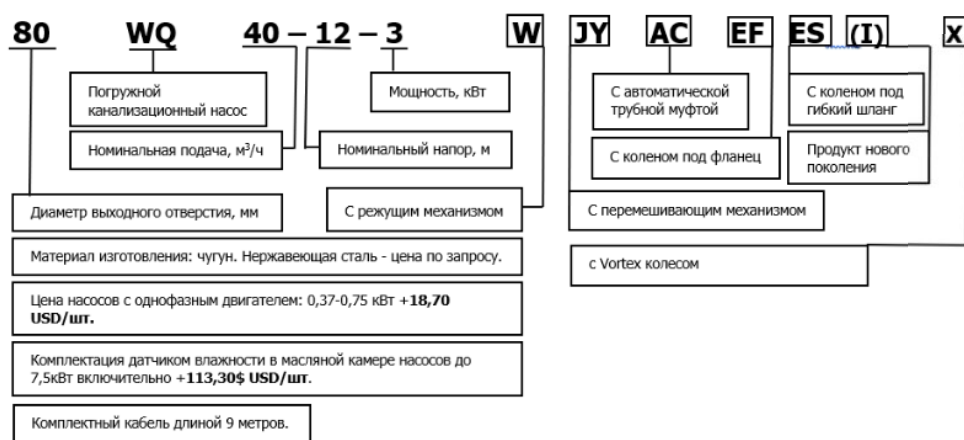 80 WQ 40 – 12 – 3 W JY AC EF ES (I) X
Погружной
канализационный насос
Мощность, кВт
С автоматической
трубной муфтой
С коленом под
гибкий шланг
Номинальная подача, м³/ч
Номинальный напор, м
С коленом под фланец
Продукт нового
поколения
Диаметр выходного отверстия, мм
С режущим механизмом
С перемешивающим механизмом
Материал изготовления: чугун. Нержавеющая сталь - цена по запросу.
с Vortex колесом
Цена насосов с однофазным двигателем: 0,37-0,75 кВт +18,70
USD/шт.
Комплектация датчиком влажности в масляной камере насосов до
7,5кВт включительно +113,30$ USD/шт.
Комплектный кабель длиной 9 метров.